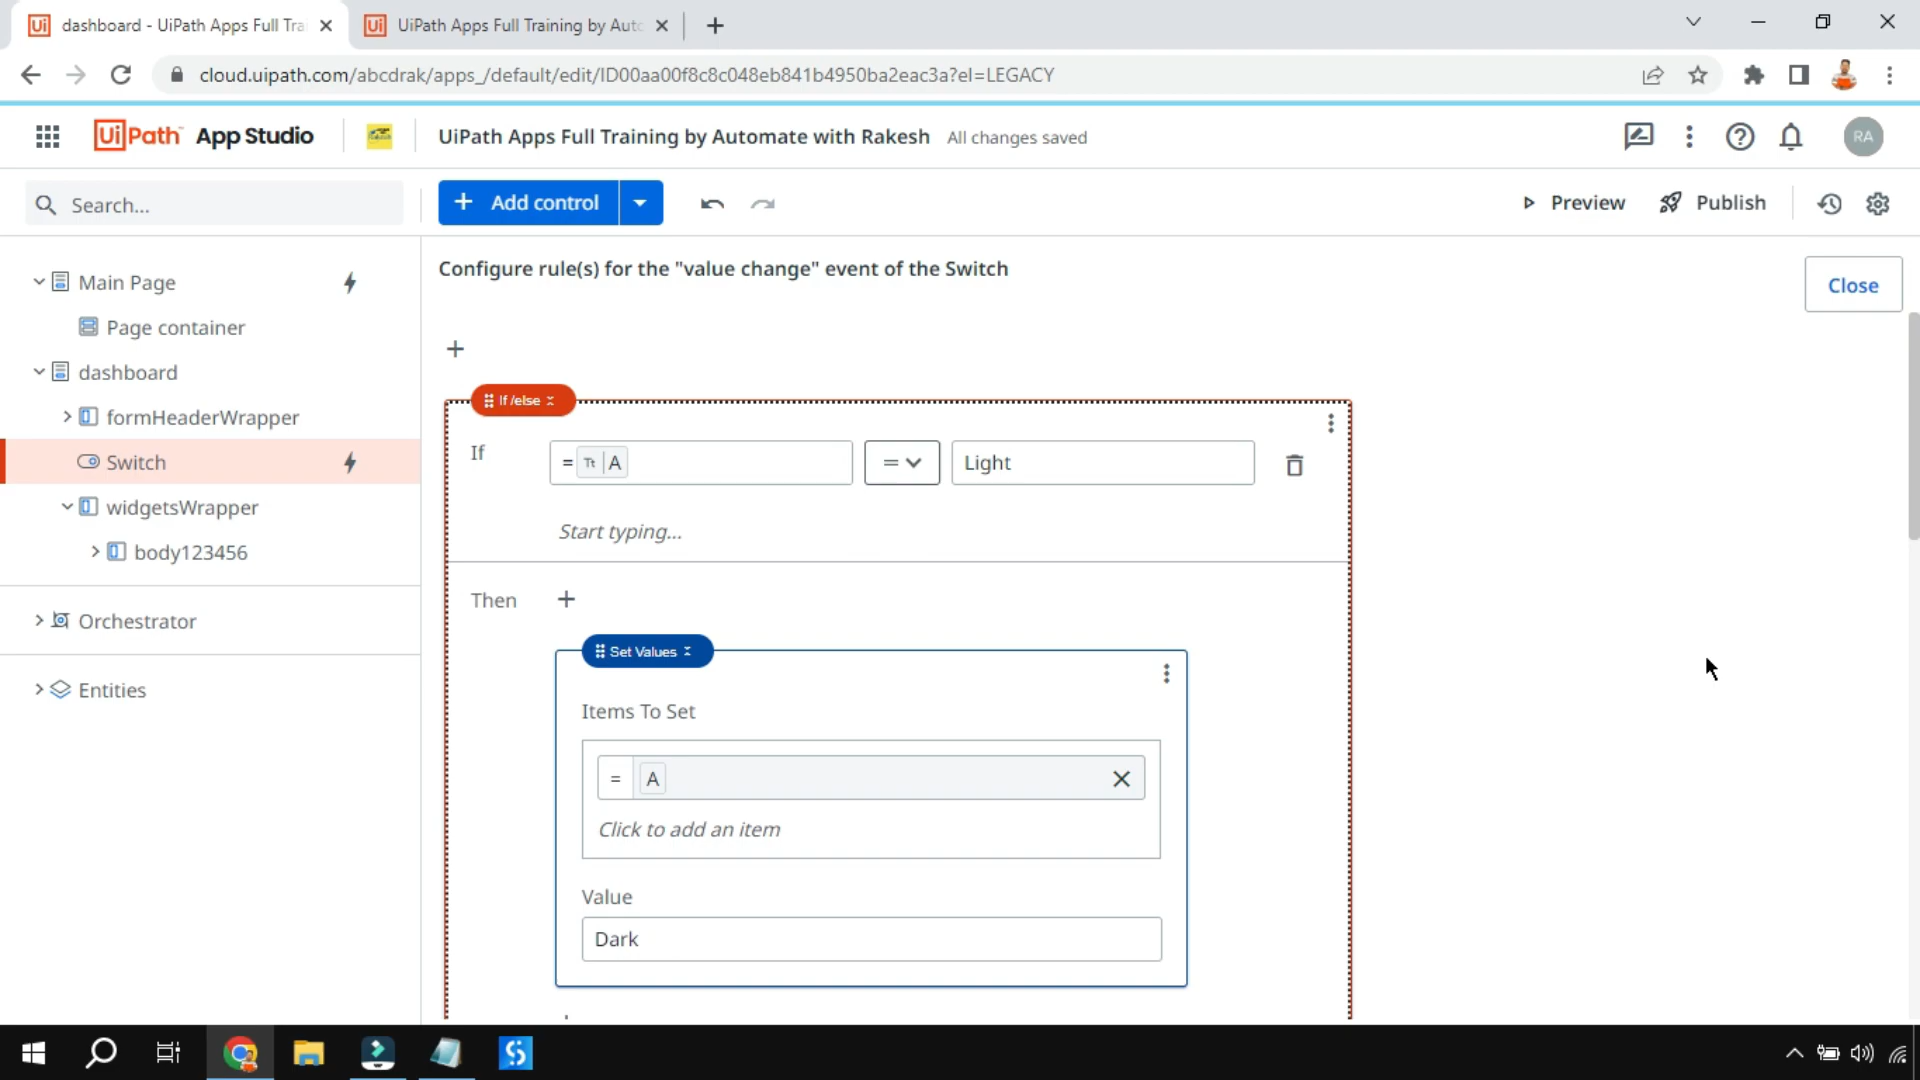 dashboard - UiPath Apps Full Tra
UiPath Apps Full Training by Auto
cloud.uipath.com/abcdrak/apps_/default/edit/ID00aa00f8c8c048eb841b4950ba2eac3a?el=LEGACY
UiPath App Studio
UiPath Apps Full Training by Automate with Rakesh All changes saved
RA
Search...
+ Add control
Preview
Publish
Main Page
Page container
dashboard
formHeaderWrapper
Switch
widgetsWrapper
body123456
Orchestrator
Entities
Configure rule(s) for the "value change" event of the Switch
Close
+
If /else
If
= Tt A
=
Light
Start typing...
Then +
Set Values
Items To Set
= A
Click to add an item
Value
Dark